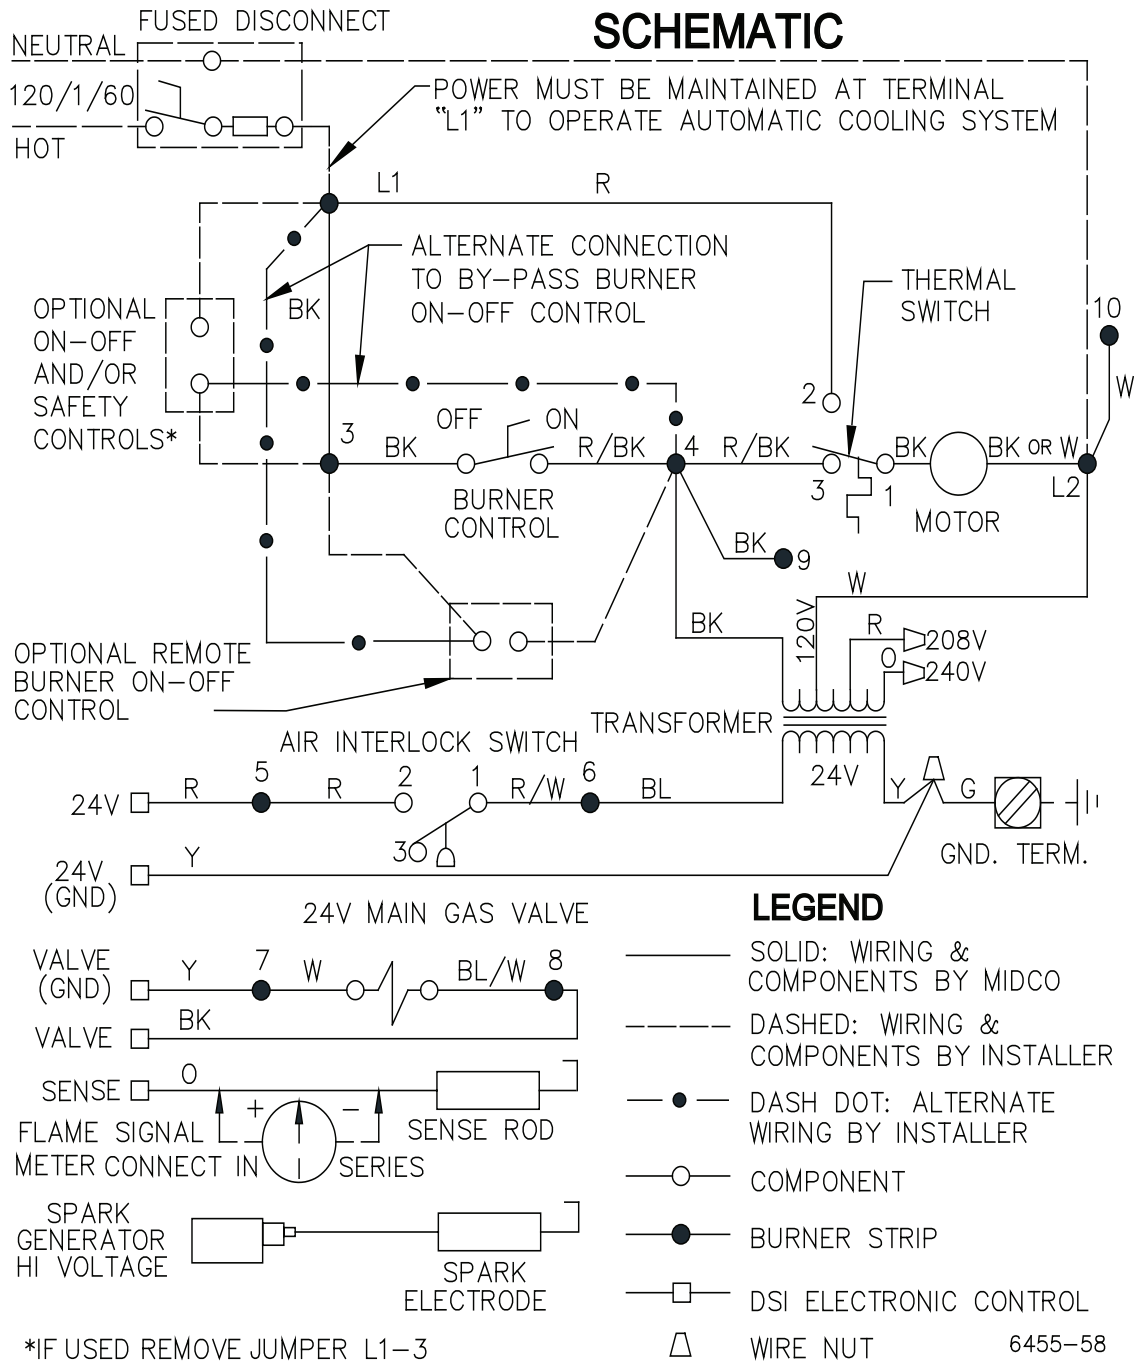 FUSED DISCONNECT
SCHEMATIC
NEUTRAL
120/1/60
HOT
POWER MUST BE MAINTAINED AT TERMINAL
"L1" TO OPERATE AUTOMATIC COOLING SYSTEM
L1
R
ALTERNATE CONNECTION
TO BY-PASS BURNER
ON-OFF CONTROL
THERMAL
SWITCH
BK
OPTIONAL
ON-OFF
AND/OR
SAFETY
CONTROLS*
10
W
2
OFF
ON
3
BK
R/BK
4
R/BK
BK
BK OR W
BURNER
CONTROL
3
1
MOTOR
L2
BK
9
W
120V
BK
R
208V
O
240V
OPTIONAL REMOTE
BURNER ON-OFF
CONTROL
TRANSFORMER
24V
AIR INTERLOCK SWITCH
24V
R
5
R
2
1
R/W
6
BL
Y
G
3
GND. TERM.
24V
(GND)
Y
24V MAIN GAS VALVE
VALVE
(GND)
Y
7
W
BL/W
8
VALVE
BK
SENSE
O
+
-
SENSE ROD
FLAME SIGNAL
METER CONNECT IN
SERIES
SPARK
GENERATOR
HI VOLTAGE
SPARK
ELECTRODE
*IF USED REMOVE JUMPER L1-3
LEGEND
SOLID: WIRING &
COMPONENTS BY MIDCO
DASHED: WIRING &
COMPONENTS BY INSTALLER
DASH DOT: ALTERNATE
WIRING BY INSTALLER
COMPONENT
BURNER STRIP
DSI ELECTRONIC CONTROL
WIRE NUT
6455-58